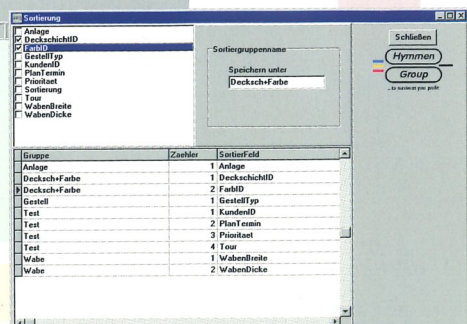 Sortierung
Anlage
DeckschichtID
FarbID
GestellTyp
KundenID
PlanTermin
Prioritaet
Sortierung
Tour
WabenBreite
WabenDicke
Sortiergruppenname
Speichern unter
Decksch+Farbe
Schließen
Hymmen
Group
Gruppe Zaehler SortierFeld
Anlage 1 Anlage
Decksch+Farbe 1 DeckschichtID
Decksch+Farbe 2 FarbID
Gestell 1 GestellTyp
Test 1 KundenID
Test 2 PlanTermin
Test 3 Prioritaet
Test 4 Tour
Wabe 1 WabenBreite
Wabe 2 WabenDicke